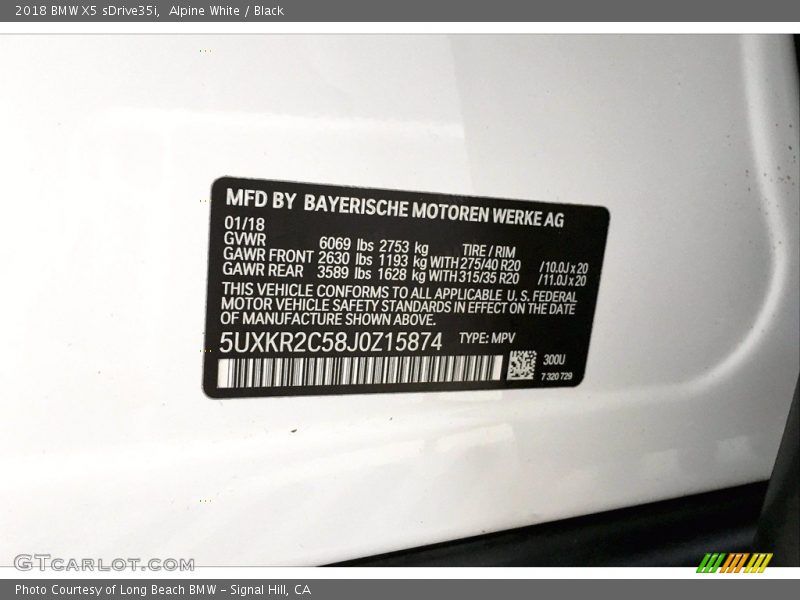 2018 BMW X5 sDrive35i,  Alpine White / Black
MFD BY BAYERISCHE MOTOREN WERKE AG
01/18
GVWR 6069 lbs 2753 kg TIRE / RIM
GAWR FRONT 2630 lbs 1193 kg WITH 275/40 R20 /10.0J x 20
GAWR REAR 3589 lbs 1628 kg WITH 315/35 R20 /11.0J x 20
THIS VEHICLE CONFORMS TO ALL APPLICABLE U.S. FEDERAL
MOTOR VEHICLE SAFETY STANDARDS IN EFFECT ON THE DATE
OF MANUFACTURE SHOWN ABOVE.
5UXKR2C58J0Z15874 TYPE: MPV
300U
7 320 729
GTCARLOT.COM
Photo Courtesy of Long Beach BMW - Signal Hill, CA